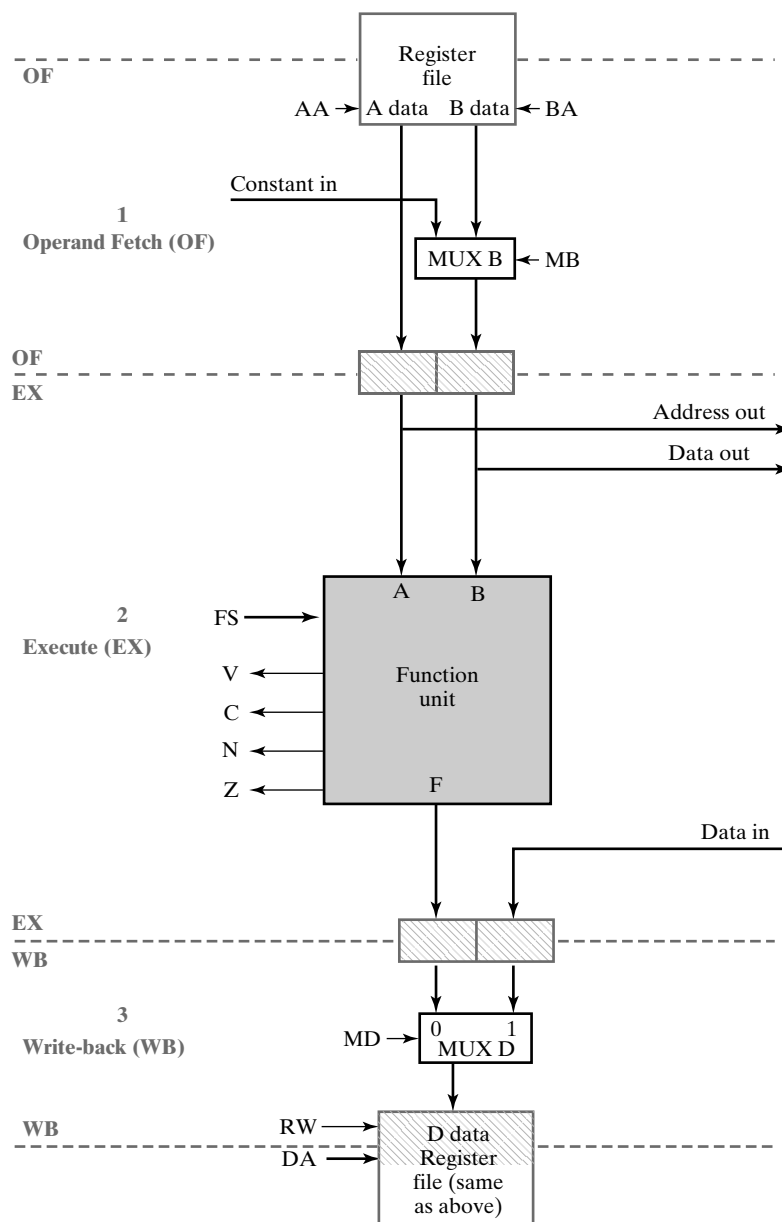 Register
file
OF
AA
A data
B data
BA
Constant in
1
Operand Fetch (OF)
MUX B
MB
OF
EX
Address out
Data out
A
B
2
FS
Execute (EX)
V
Function
unit
C
N
Z
F
Data in
EX
WB
3
0
1
Write-back (WB)
MD
MUX D
WB
RW
D data
DA
Register
file (same
as above)